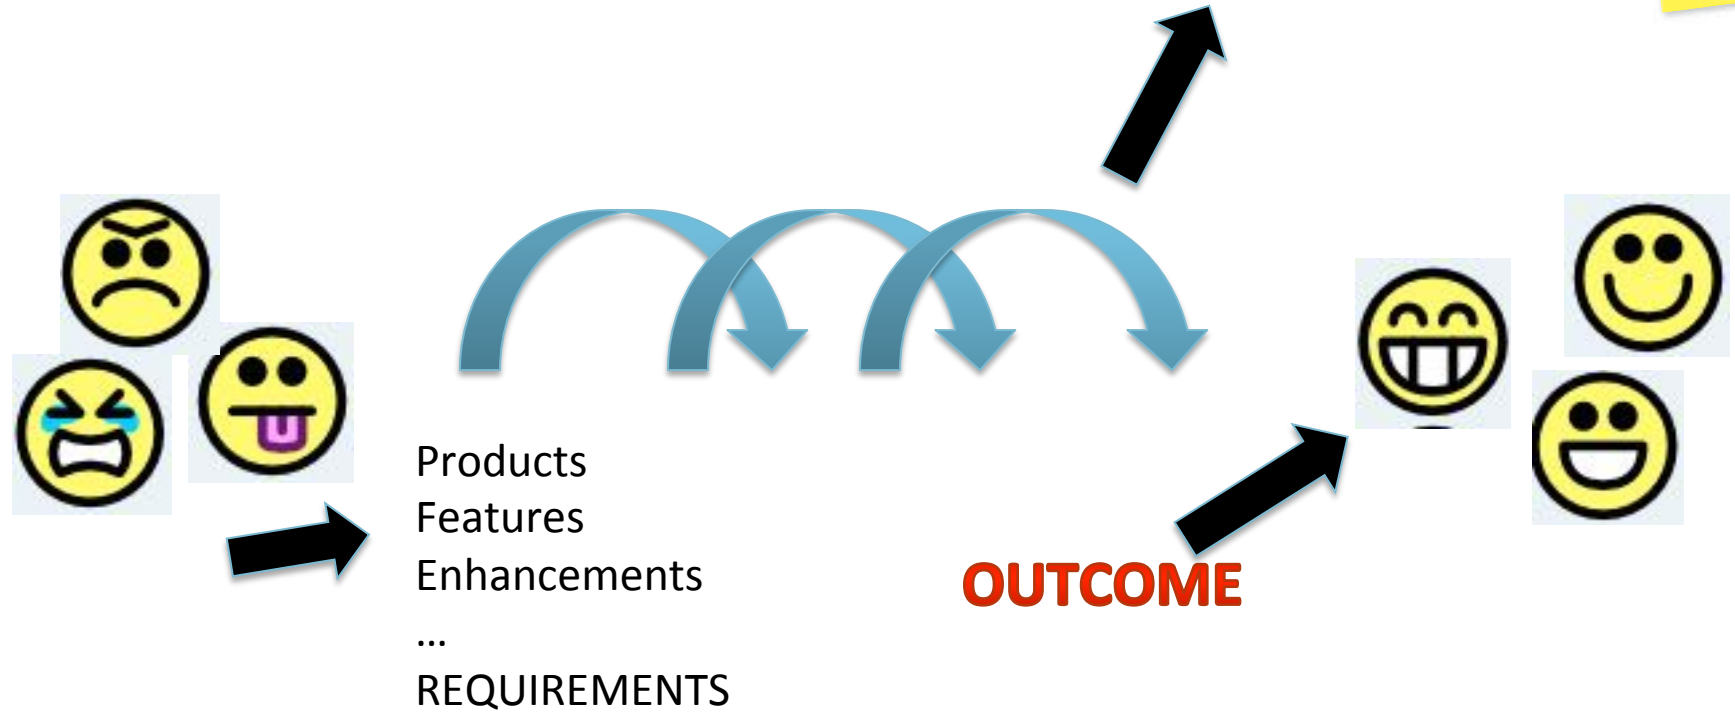 Products
Features
Enhancements
...
REQUIREMENTS
OUTCOME